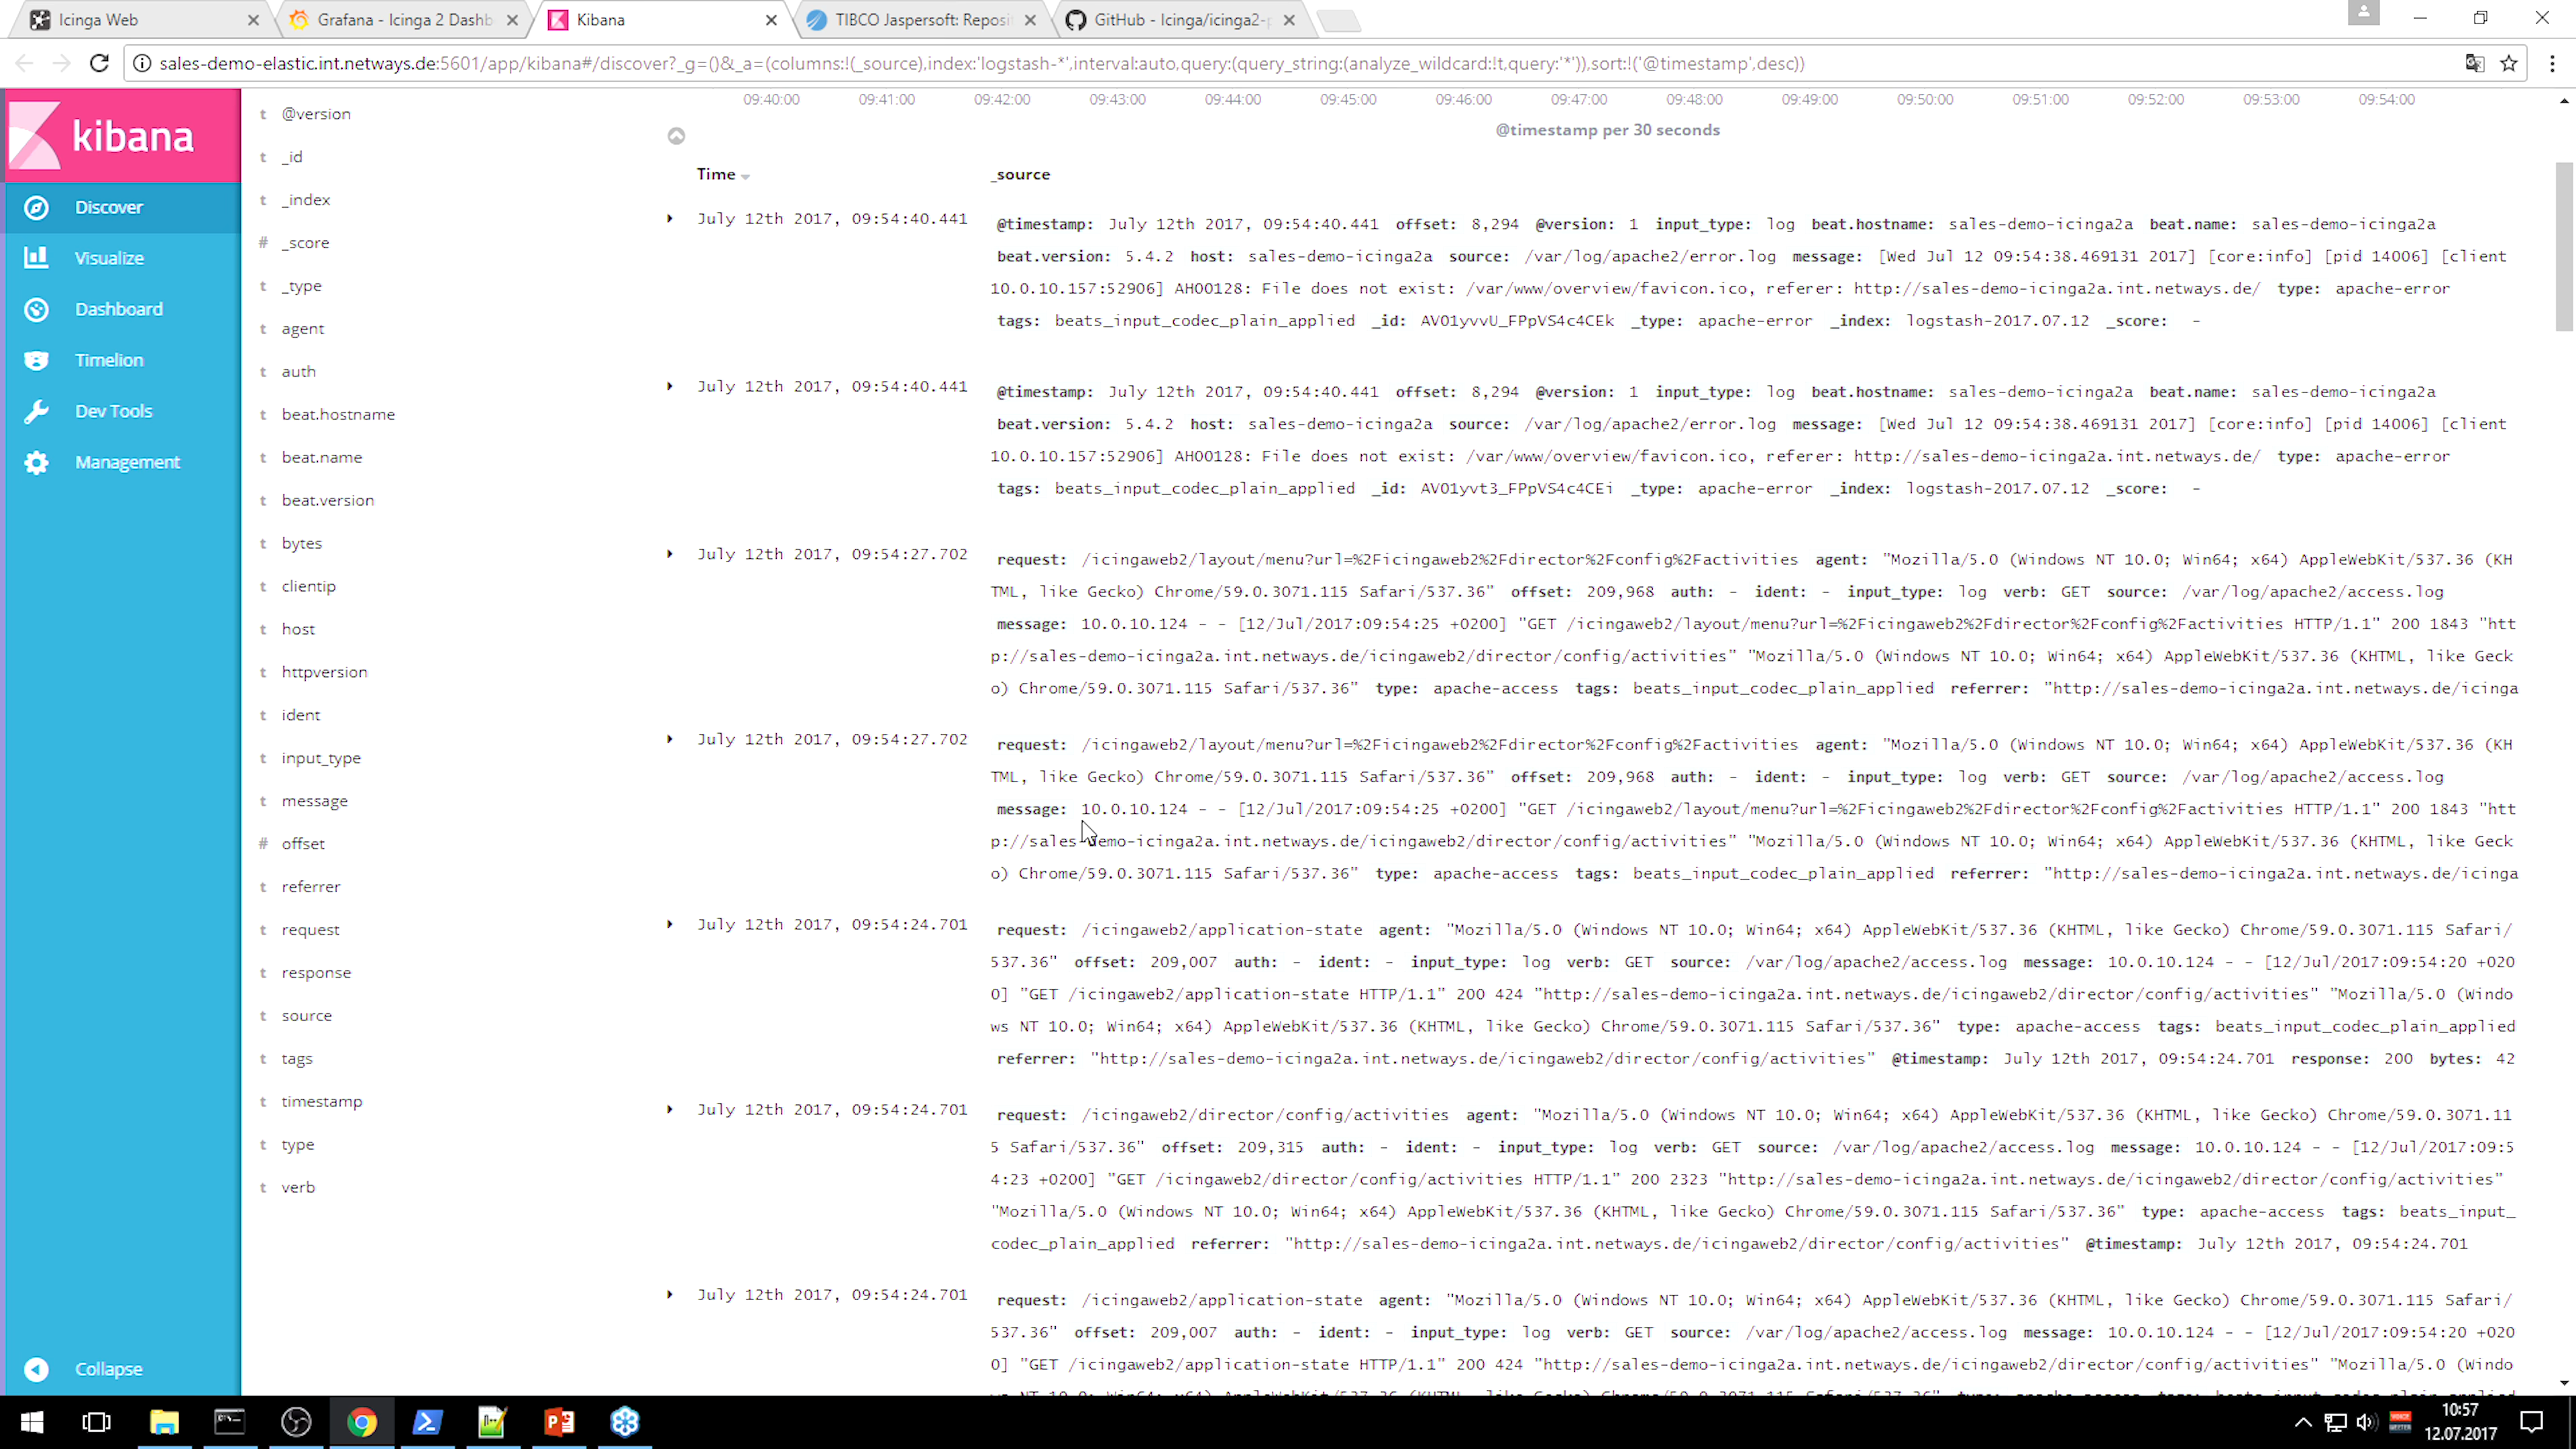 Icinga Web
Grafana - Icinga 2 Dashb
Kibana
TIBCO Jaspersoft: Reposi
GitHub - Icinga/icinga2-p
sales-demo-elastic.int.netways.de:5601/app/kibana#/discover?_g=()&_a=(columns:!(_source),index:'logstash-*',interval:auto,query:(query_string:(analyze_wildcard:!t,query:'*')),sort:!('@timestamp',desc))
kibana
Discover
Visualize
Dashboard
Timelion
Dev Tools
Management
Collapse
t @version
t _id
t _index
# _score
t _type
t agent
t auth
t beat.hostname
t beat.name
t beat.version
t bytes
t clientip
t host
t httpversion
t ident
t input_type
t message
# offset
t referrer
t request
t response
t source
t tags
t timestamp
t type
t verb
09:40:00 09:41:00 09:42:00 09:43:00 09:44:00 09:45:00 09:46:00 09:47:00 09:48:00 09:49:00 09:50:00 09:51:00 09:52:00 09:53:00 09:54:00
@timestamp per 30 seconds
Time _source
July 12th 2017, 09:54:40.441
@timestamp: July 12th 2017, 09:54:40.441 offset: 8,294 @version: 1 input_type: log beat.hostname: sales-demo-icinga2a beat.name: sales-demo-icinga2a
beat.version: 5.4.2 host: sales-demo-icinga2a source: /var/log/apache2/error.log message: [Wed Jul 12 09:54:38.469131 2017] [core:info] [pid 14006] [client
10.0.10.157:52906] AH00128: File does not exist: /var/www/overview/favicon.ico, referer: http://sales-demo-icinga2a.int.netways.de/ type: apache-error
tags: beats_input_codec_plain_applied _id: AV01yvvU_FPpVS4c4CEk _type: apache-error _index: logstash-2017.07.12 _score: -
July 12th 2017, 09:54:40.441
@timestamp: July 12th 2017, 09:54:40.441 offset: 8,294 @version: 1 input_type: log beat.hostname: sales-demo-icinga2a beat.name: sales-demo-icinga2a
beat.version: 5.4.2 host: sales-demo-icinga2a source: /var/log/apache2/error.log message: [Wed Jul 12 09:54:38.469131 2017] [core:info] [pid 14006] [client
10.0.10.157:52906] AH00128: File does not exist: /var/www/overview/favicon.ico, referer: http://sales-demo-icinga2a.int.netways.de/ type: apache-error
tags: beats_input_codec_plain_applied _id: AV01yvt3_FPpVS4c4CEi _type: apache-error _index: logstash-2017.07.12 _score: -
July 12th 2017, 09:54:27.702
request: /icingaweb2/layout/menu?url=%2Ficingaweb2%2Fdirector%2Fconfig%2Factivities agent: "Mozilla/5.0 (Windows NT 10.0; Win64; x64) AppleWebKit/537.36 (KH
TML, like Gecko) Chrome/59.0.3071.115 Safari/537.36" offset: 209,968 auth: - ident: - input_type: log verb: GET source: /var/log/apache2/access.log
message: 10.0.10.124 - - [12/Jul/2017:09:54:25 +0200] "GET /icingaweb2/layout/menu?url=%2Ficingaweb2%2Fdirector%2Fconfig%2Factivities HTTP/1.1" 200 1843 "htt
p://sales-demo-icinga2a.int.netways.de/icingaweb2/director/config/activities" "Mozilla/5.0 (Windows NT 10.0; Win64; x64) AppleWebKit/537.36 (KHTML, like Geck
o) Chrome/59.0.3071.115 Safari/537.36" type: apache-access tags: beats_input_codec_plain_applied referrer: "http://sales-demo-icinga2a.int.netways.de/icinga
July 12th 2017, 09:54:27.702
request: /icingaweb2/layout/menu?url=%2Ficingaweb2%2Fdirector%2Fconfig%2Factivities agent: "Mozilla/5.0 (Windows NT 10.0; Win64; x64) AppleWebKit/537.36 (KH
TML, like Gecko) Chrome/59.0.3071.115 Safari/537.36" offset: 209,968 auth: - ident: - input_type: log verb: GET source: /var/log/apache2/access.log
message: 10.0.10.124 - - [12/Jul/2017:09:54:25 +0200] "GET /icingaweb2/layout/menu?url=%2Ficingaweb2%2Fdirector%2Fconfig%2Factivities HTTP/1.1" 200 1843 "htt
p://sales-demo-icinga2a.int.netways.de/icingaweb2/director/config/activities" "Mozilla/5.0 (Windows NT 10.0; Win64; x64) AppleWebKit/537.36 (KHTML, like Geck
o) Chrome/59.0.3071.115 Safari/537.36" type: apache-access tags: beats_input_codec_plain_applied referrer: "http://sales-demo-icinga2a.int.netways.de/icinga
July 12th 2017, 09:54:24.701
request: /icingaweb2/application-state agent: "Mozilla/5.0 (Windows NT 10.0; Win64; x64) AppleWebKit/537.36 (KHTML, like Gecko) Chrome/59.0.3071.115 Safari/
537.36" offset: 209,007 auth: - ident: - input_type: log verb: GET source: /var/log/apache2/access.log message: 10.0.10.124 - - [12/Jul/2017:09:54:20 +020
0] "GET /icingaweb2/application-state HTTP/1.1" 200 424 "http://sales-demo-icinga2a.int.netways.de/icingaweb2/director/config/activities" "Mozilla/5.0 (Windo
ws NT 10.0; Win64; x64) AppleWebKit/537.36 (KHTML, like Gecko) Chrome/59.0.3071.115 Safari/537.36" type: apache-access tags: beats_input_codec_plain_applied
referrer: "http://sales-demo-icinga2a.int.netways.de/icingaweb2/director/config/activities" @timestamp: July 12th 2017, 09:54:24.701 response: 200 bytes: 42
July 12th 2017, 09:54:24.701
request: /icingaweb2/director/config/activities agent: "Mozilla/5.0 (Windows NT 10.0; Win64; x64) AppleWebKit/537.36 (KHTML, like Gecko) Chrome/59.0.3071.11
5 Safari/537.36" offset: 209,315 auth: - ident: - input_type: log verb: GET source: /var/log/apache2/access.log message: 10.0.10.124 - - [12/Jul/2017:09:5
4:23 +0200] "GET /icingaweb2/director/config/activities HTTP/1.1" 200 2323 "http://sales-demo-icinga2a.int.netways.de/icingaweb2/director/config/activities"
"Mozilla/5.0 (Windows NT 10.0; Win64; x64) AppleWebKit/537.36 (KHTML, like Gecko) Chrome/59.0.3071.115 Safari/537.36" type: apache-access tags: beats_input_
codec_plain_applied referrer: "http://sales-demo-icinga2a.int.netways.de/icingaweb2/director/config/activities" @timestamp: July 12th 2017, 09:54:24.701
July 12th 2017, 09:54:24.701
request: /icingaweb2/application-state agent: "Mozilla/5.0 (Windows NT 10.0; Win64; x64) AppleWebKit/537.36 (KHTML, like Gecko) Chrome/59.0.3071.115 Safari/
537.36" offset: 209,007 auth: - ident: - input_type: log verb: GET source: /var/log/apache2/access.log message: 10.0.10.124 - - [12/Jul/2017:09:54:20 +020
0] "GET /icingaweb2/application-state HTTP/1.1" 200 424 "http://sales-demo-icinga2a.int.netways.de/icingaweb2/director/config/activities" "Mozilla/5.0 (Windo
10:57
12.07.2017